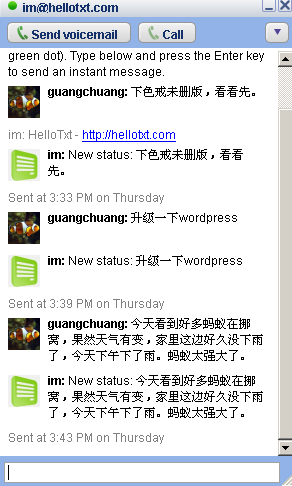 im@hellotxt.com
Send voicemail
Call
green dot). Type below and press the Enter key
to send an instant message.
guangchuang: 下色戒未删版，看看先。
im: HelloTxt - http://hellotxt.com
im: New status: 下色戒未删版，看看
先。
Sent at 3:33 PM on Thursday
guangchuang: 升级一下wordpress
im: New status: 升级一下wordpress
Sent at 3:39 PM on Thursday
guangchuang: 今天看到好多蚂蚁在挪
窝，果然天气有变，家里这边好久没下雨
了，今天下午下了雨。蚂蚁太强大了。
im: New status: 今天看到好多蚂蚁在挪
窝，果然天气有变，家里这边好久没下雨
了，今天下午下了雨。蚂蚁太强大了。
Sent at 3:43 PM on Thursday